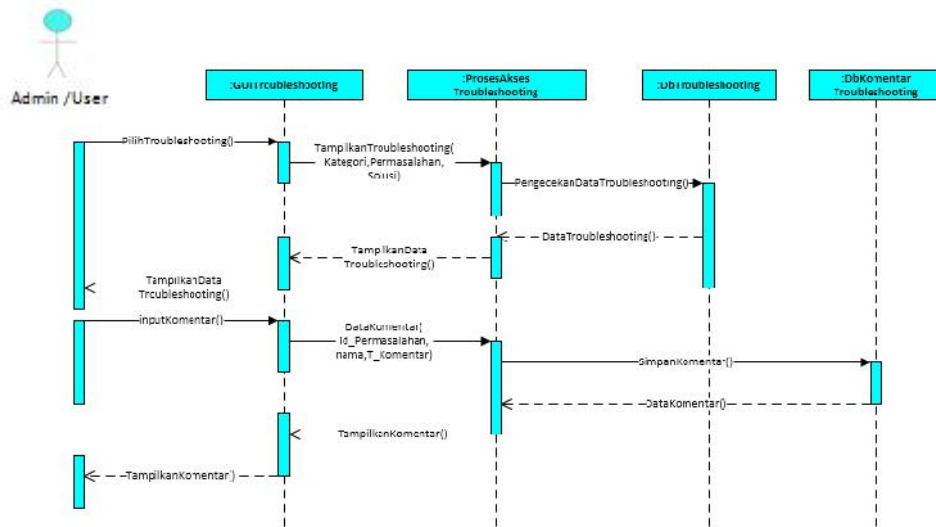 Admin /User
:GUITroubleshooting
:ProsesAkses
Troubleshooting
:DbTroubleshooting
:DbKomentar
Troubleshooting
PilihTroubleshooting()
TampilkanTroubleshooting(
Kategori,Permasalahan,
Solusi)
PengecekanDataTroubleshooting()
DataTroubleshooting()
TampilkanData
Troubleshooting()
TampilkanData
Troubleshooting()
inputKomentar()
DataKomentar(
Id_Permasalahan,
nama,T_Komentar)
SimpanKomentar()
DataKomentar()
TampilkanKomentar()
TampilkanKomentar()